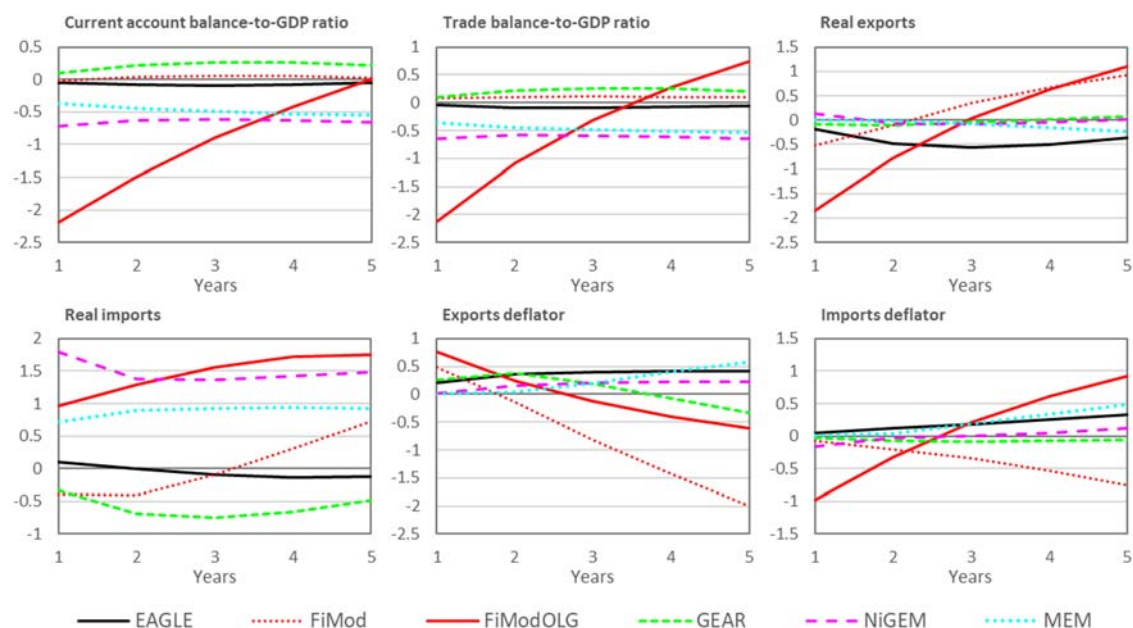 Current account balance-to-GDP ratio
Trade balance-to-GDP ratio
Real exports
0.5
0
-0.5
-1
-1.5
-2
-2.5
1 2 3 4 5
Years
1
0.5
0
-0.5
-1
-1.5
-2
-2.5
1 2 3 4 5
Years
1.5
1
0.5
0
-0.5
-1
-1.5
-2
-2.5
1 2 3 4 5
Years
Real imports
Exports deflator
Imports deflator
2
1.5
1
0.5
0
-0.5
-1
1 2 3 4 5
Years
1
0.5
0
-0.5
-1
-1.5
-2
-2.5
1 2 3 4 5
Years
1.5
1
0.5
0
-0.5
-1
-1.5
1 2 3 4 5
Years
EAGLE FiMod FiModOLG GEAR NiGEM MEM